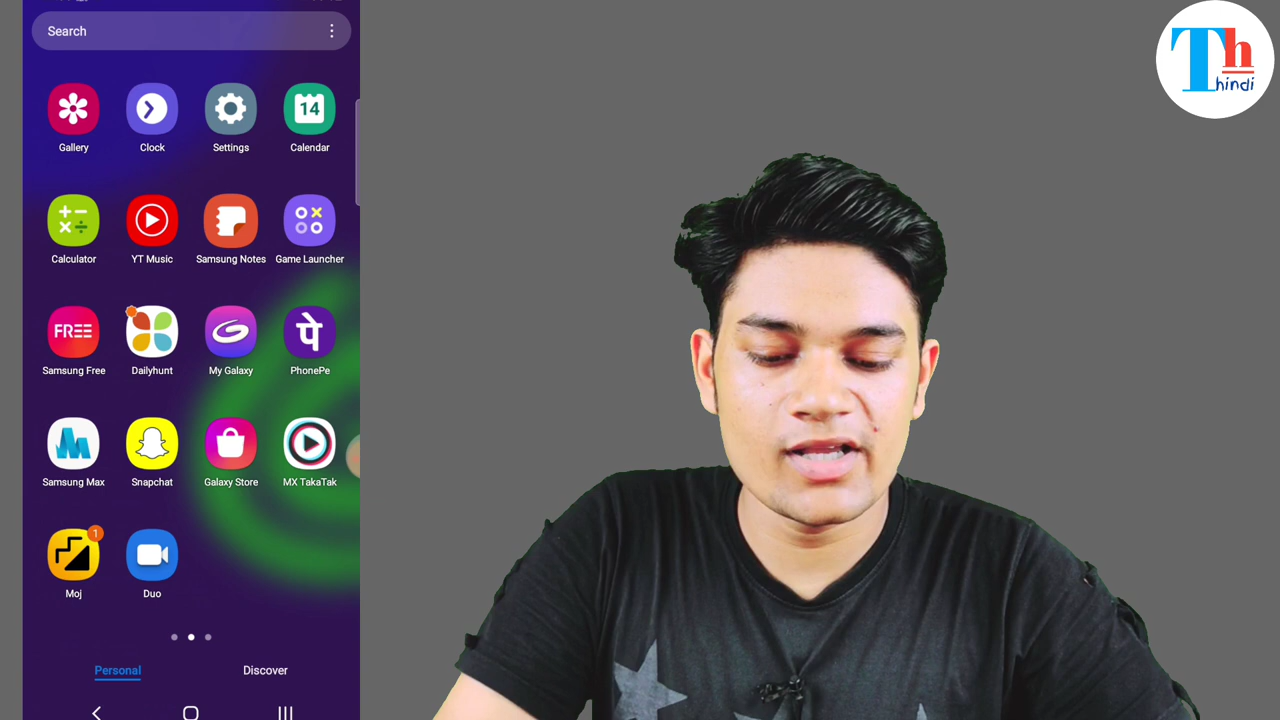 Search
14
Gallery
Clock
Settings
Calendar
Calculator
YT Music
Samsung Notes
Game Launcher
FREE
पे
Samsung Free
Dailyhunt
My Galaxy
PhonePe
Samsung Max
Snapchat
Galaxy Store
MX TakaTak
1
Moj
Duo
Personal
Discover
Th
hindi